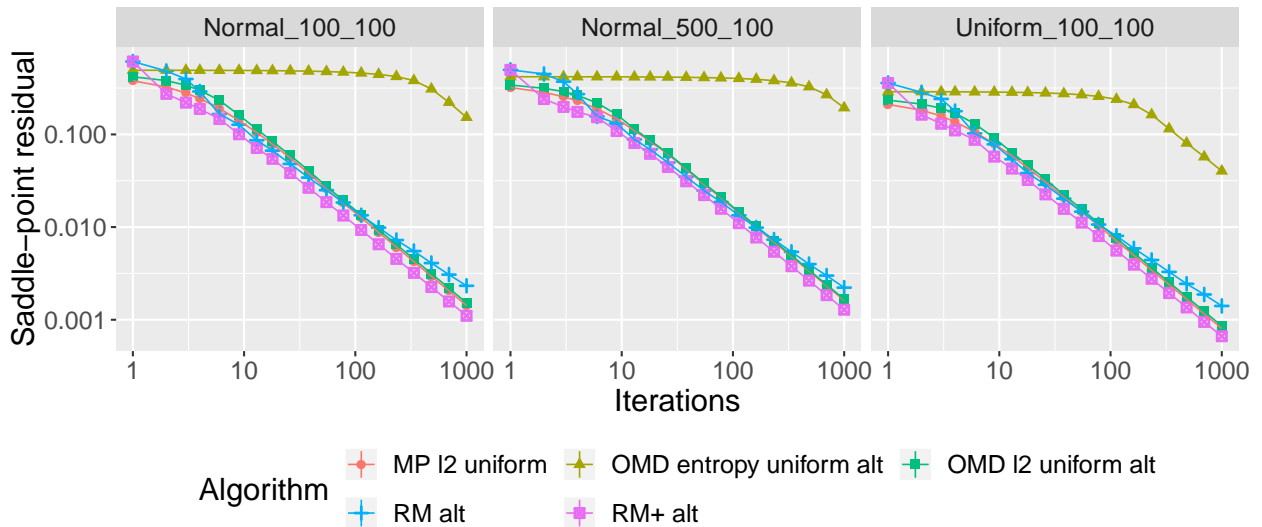 Normal_100_100 Normal_500_100 Uniform_100_100
Saddle−point residual
0.100
0.010
0.001
1 10 100 1000 1 10 100 1000 1 10 100 1000
Iterations
Algorithm
MP l2 uniform OMD entropy uniform alt OMD l2 uniform alt
RM alt RM+ alt